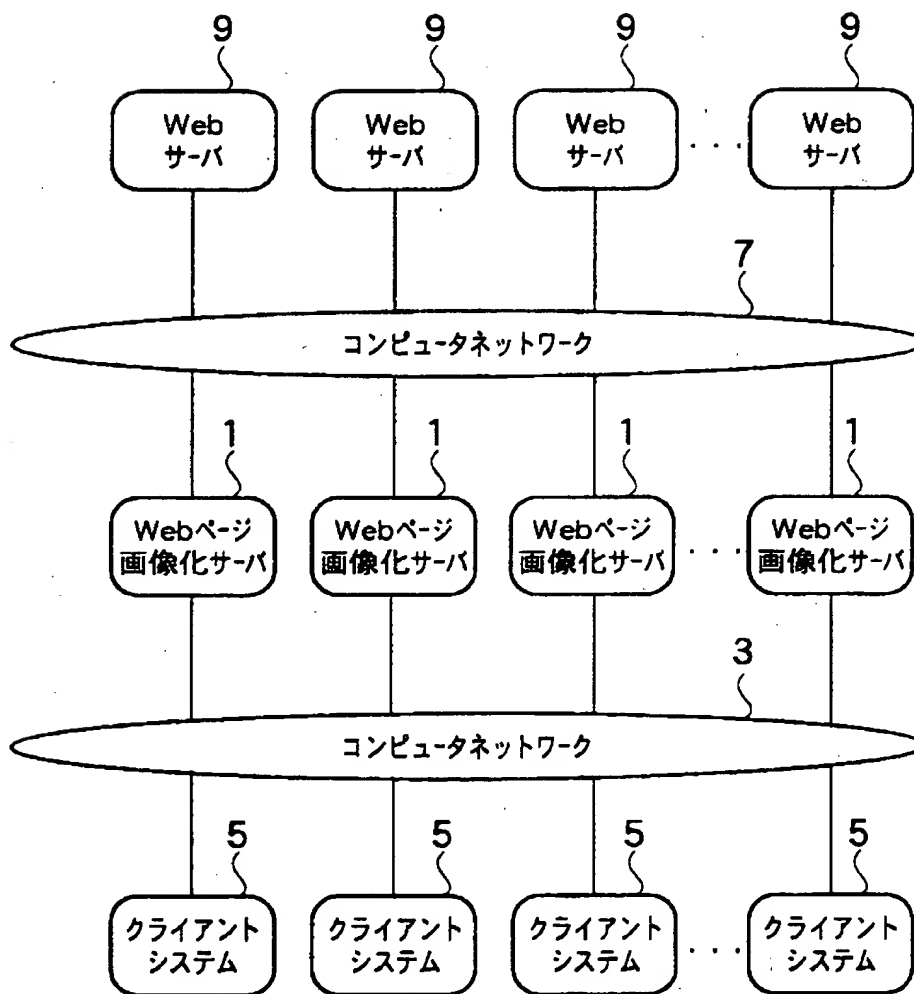 9 9 9 9
Web Web Web Web
サーバ サーバ サーバ ... サーバ
7
コンピュータネットワーク
1 1 1 1
Webページ Webページ Webページ Webページ
画像化サーバ 画像化サーバ 画像化サーバ ... 画像化サーバ
3
コンピュータネットワーク
5 5 5 5
クライアント クライアント クライアント クライアント
システム システム システム ... システム